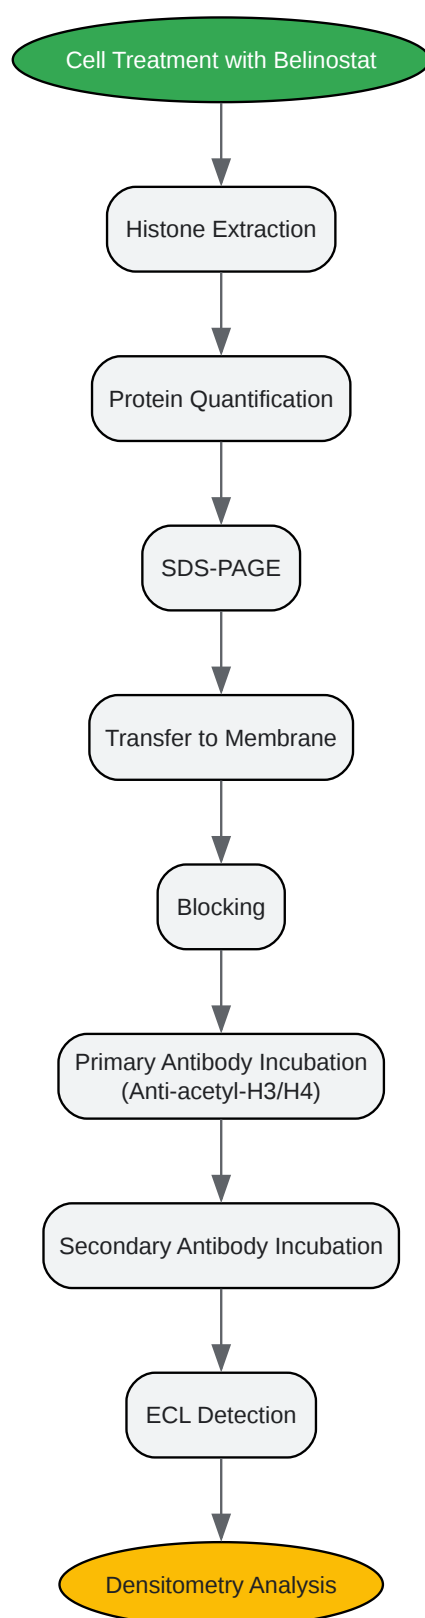 Cell Treatment with Belinostat
Histone Extraction
Protein Quantification
SDS-PAGE
Transfer to Membrane
Blocking
Primary Antibody Incubation
(Anti-acetyl-H3/H4)
Secondary Antibody Incubation
ECL Detection
Densitometry Analysis